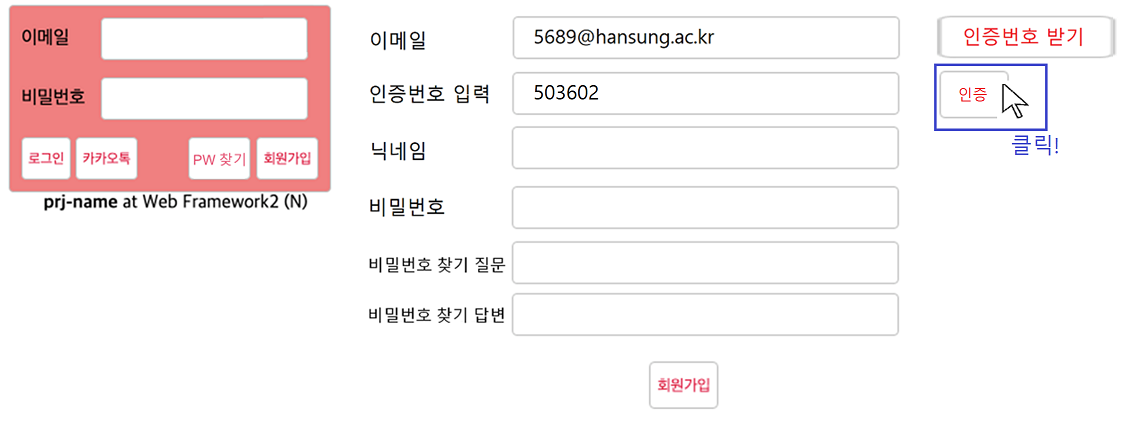 이메일
비밀번호
로그인 카카오톡 PW 찾기 회원가입
prj-name at Web Framework2 (N)
이메일 5689@hansung.ac.kr 인증번호 받기
인증번호 입력 503602 인증
클릭!
닉네임
비밀번호
비밀번호 찾기 질문
비밀번호 찾기 답변
회원가입